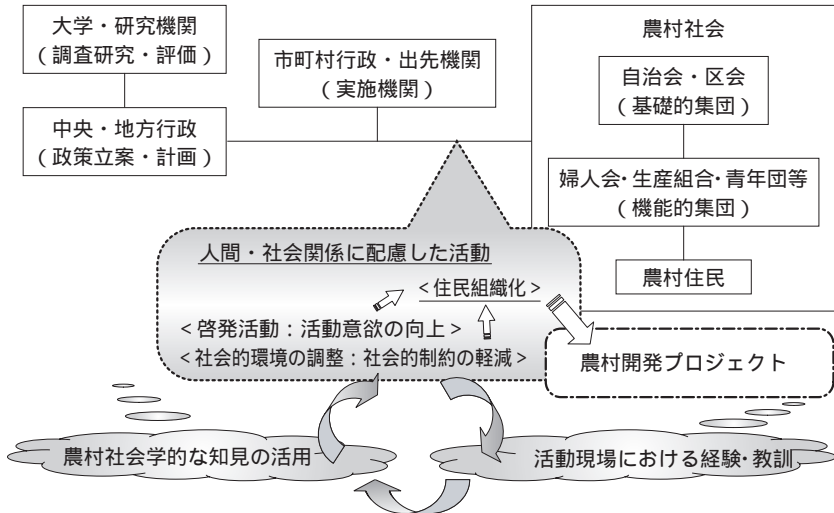 大学・研究機関
(調査研究・評価)
中央・地方行政
(政策立案・計画)
市町村行政・出先機関
(実施機関)
農村社会
自治会・区会
(基礎的集団)
婦人会・生産組合・青年団等
(機能的集団)
農村住民
人間・社会関係に配慮した活動
<住民組織化>
<啓発活動：活動意欲の向上>
<社会的環境の調整：社会的制約の軽減>
農村開発プロジェクト
農村社会学的な知見の活用
活動現場における経験・教訓